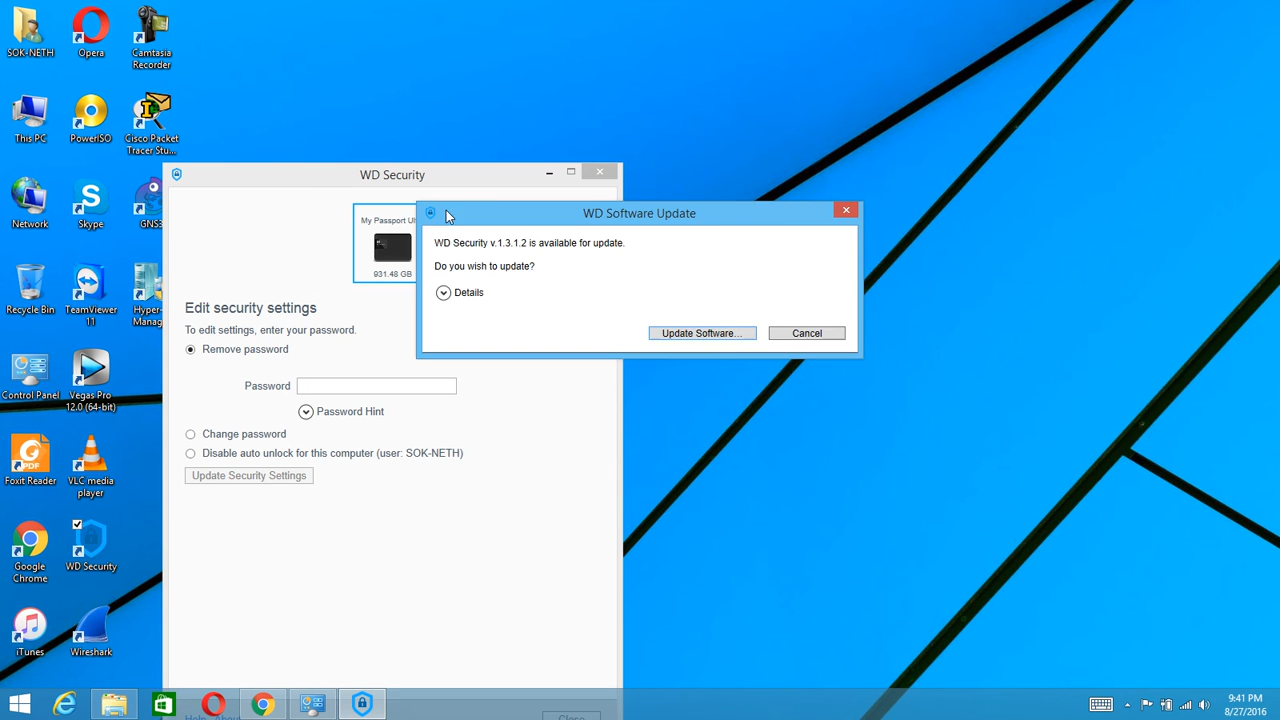 SOK-NETH
Opera
Camtasia
Recorder
This PC
PowerISO
Cisco Packet
Tracer Stu...
Network
Skype
GNS3
Recycle Bin
TeamViewer
11
Hyper-
Manag
Control Panel
Vegas Pro
12.0 (64-bit)
Foxit Reader
PDF
VLC media
player
Google
Chrome
WD Security
iTunes
Wireshark
WD Security
My Passport Ul
931.48 GB
Edit security settings
To edit settings, enter your password.
Remove password
Password
Password Hint
Change password
Disable auto unlock for this computer (user: SOK-NETH)
Update Security Settings
Help
About
Close
WD Software Update
WD Security v.1.3.1.2 is available for update.
Do you wish to update?
Details
Update Software...
Cancel
9:41 PM
8/27/2016